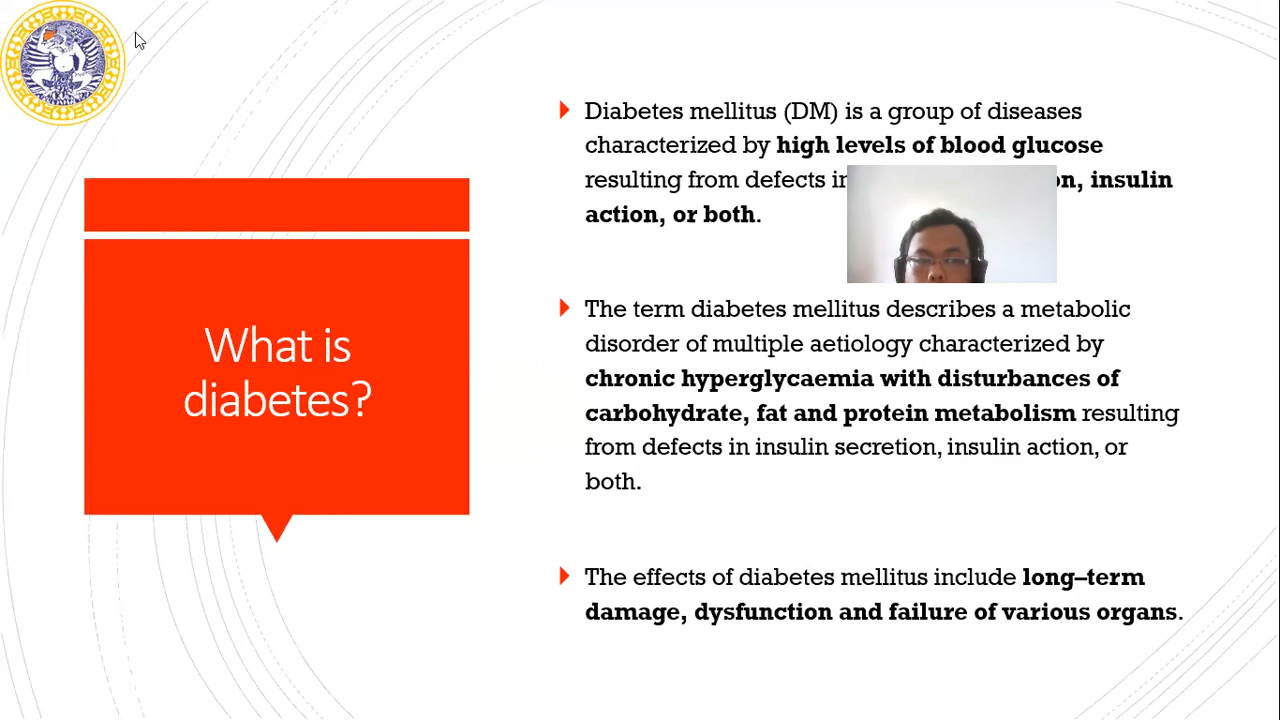 What is
diabetes?
Diabetes mellitus (DM) is a group of diseases
characterized by high levels of blood glucose
resulting from defects in insulin
action, or both.
The term diabetes mellitus describes a metabolic
disorder of multiple aetiology characterized by
chronic hyperglycaemia with disturbances of
carbohydrate, fat and protein metabolism resulting
from defects in insulin secretion, insulin action, or
both.
The effects of diabetes mellitus include long–term
damage, dysfunction and failure of various organs.